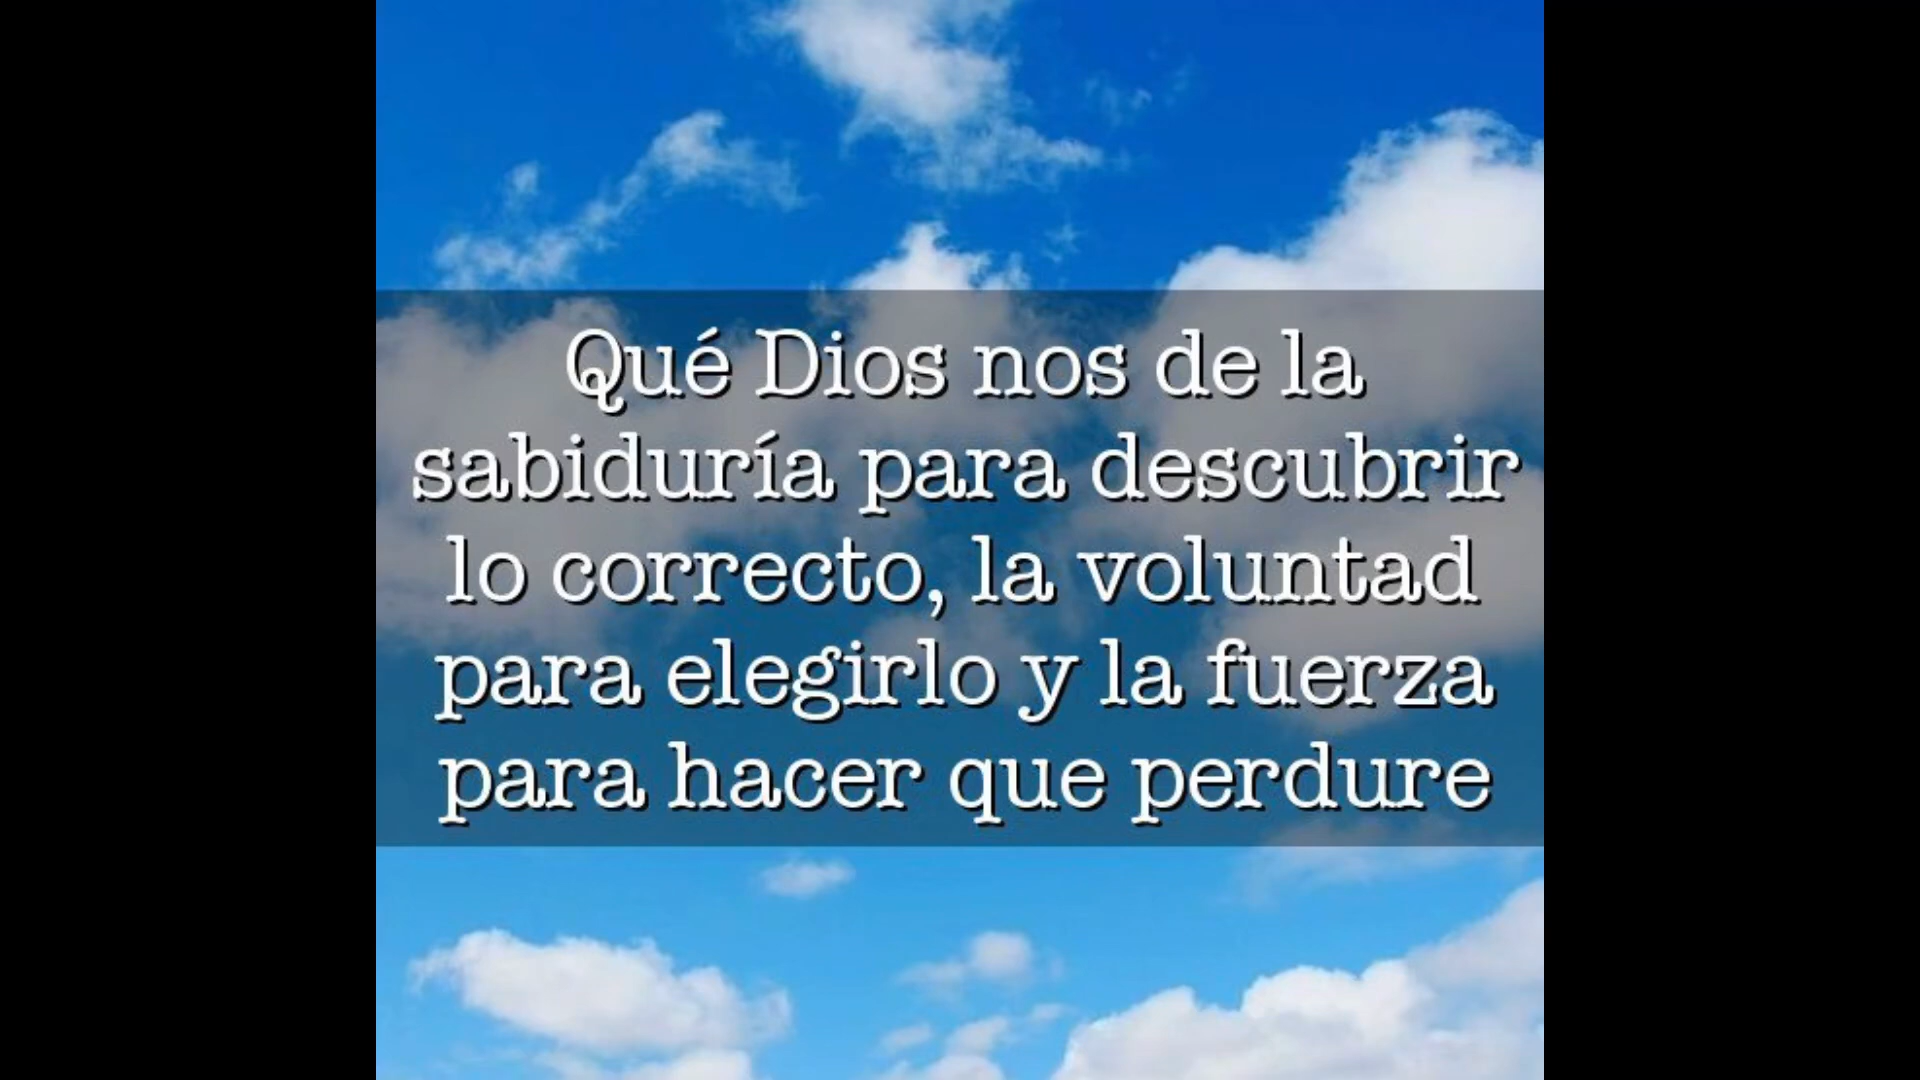 Qué Dios nos de la
sabiduría para descubrir
lo correcto, la voluntad
para elegirlo y la fuerza
para hacer que perdure